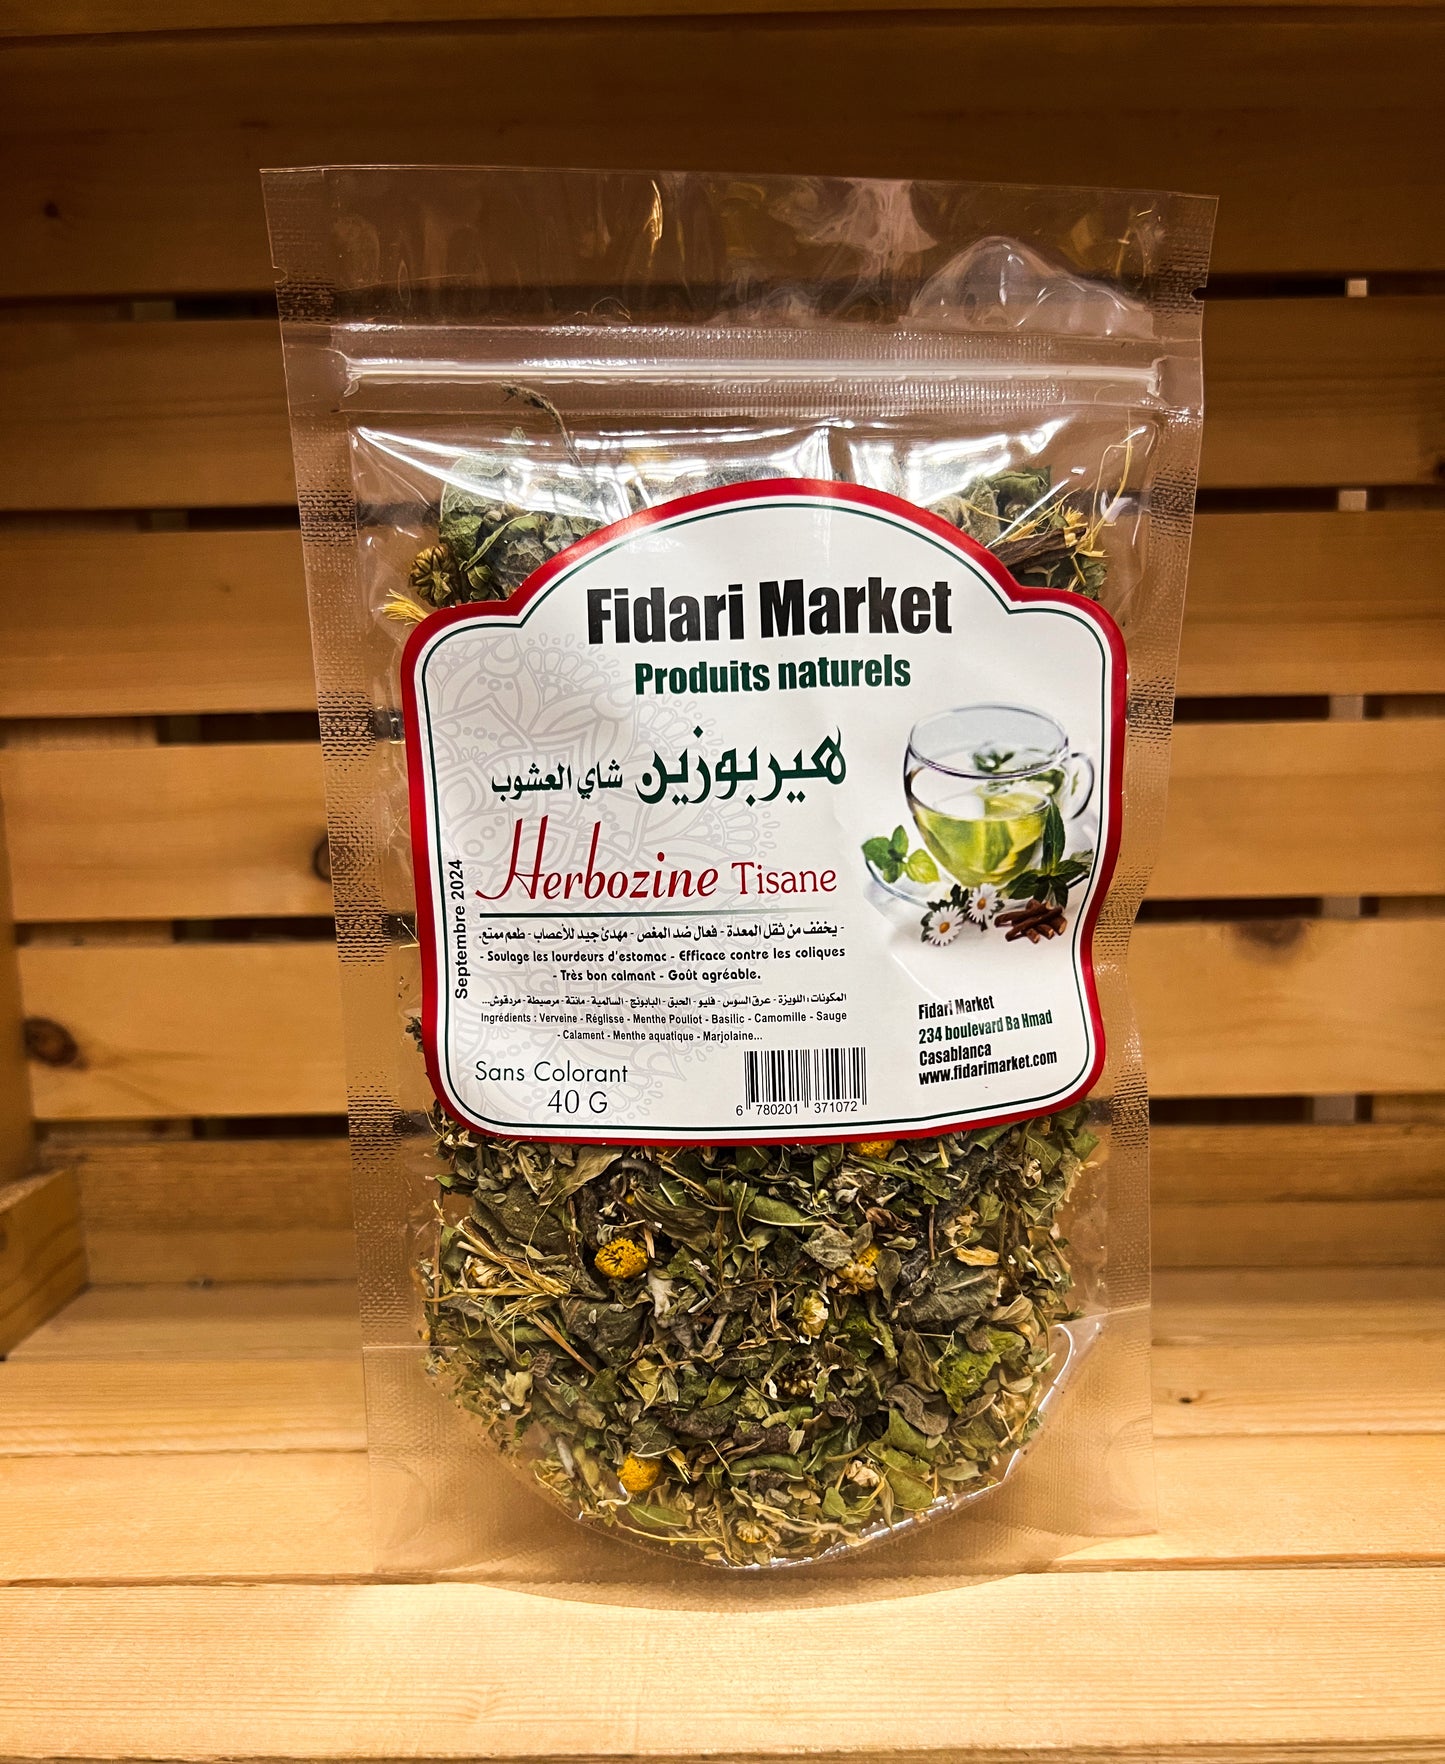 Fidari Market
Produits naturels
هيربوزين شاي العشوب
Herbozine Tisane
Septembre 2024
- يخفف من ثقل المعدة - فعال ضد المغص - مهدئ جيد للأعصاب - طعم ممتع.
- Soulage les lourdeurs d'estomac - Efficace contre les coliques
- Très bon calmant - Goût agréable.
المكونات: اللويزة - عرق السوس - فليو - الحبق - البابونج - السالمية - مانتة - مرصيطة - مردقوش...
Ingrédients : Verveine - Réglisse - Menthe Pouliot - Basilic - Camomille - Sauge
- Calament - Menthe aquatique - Marjolaine...
Sans Colorant
40 G
6 780201 371072
Fidari Market
234 boulevard Ba Hmad
Casablanca
www.fidarimarket.com